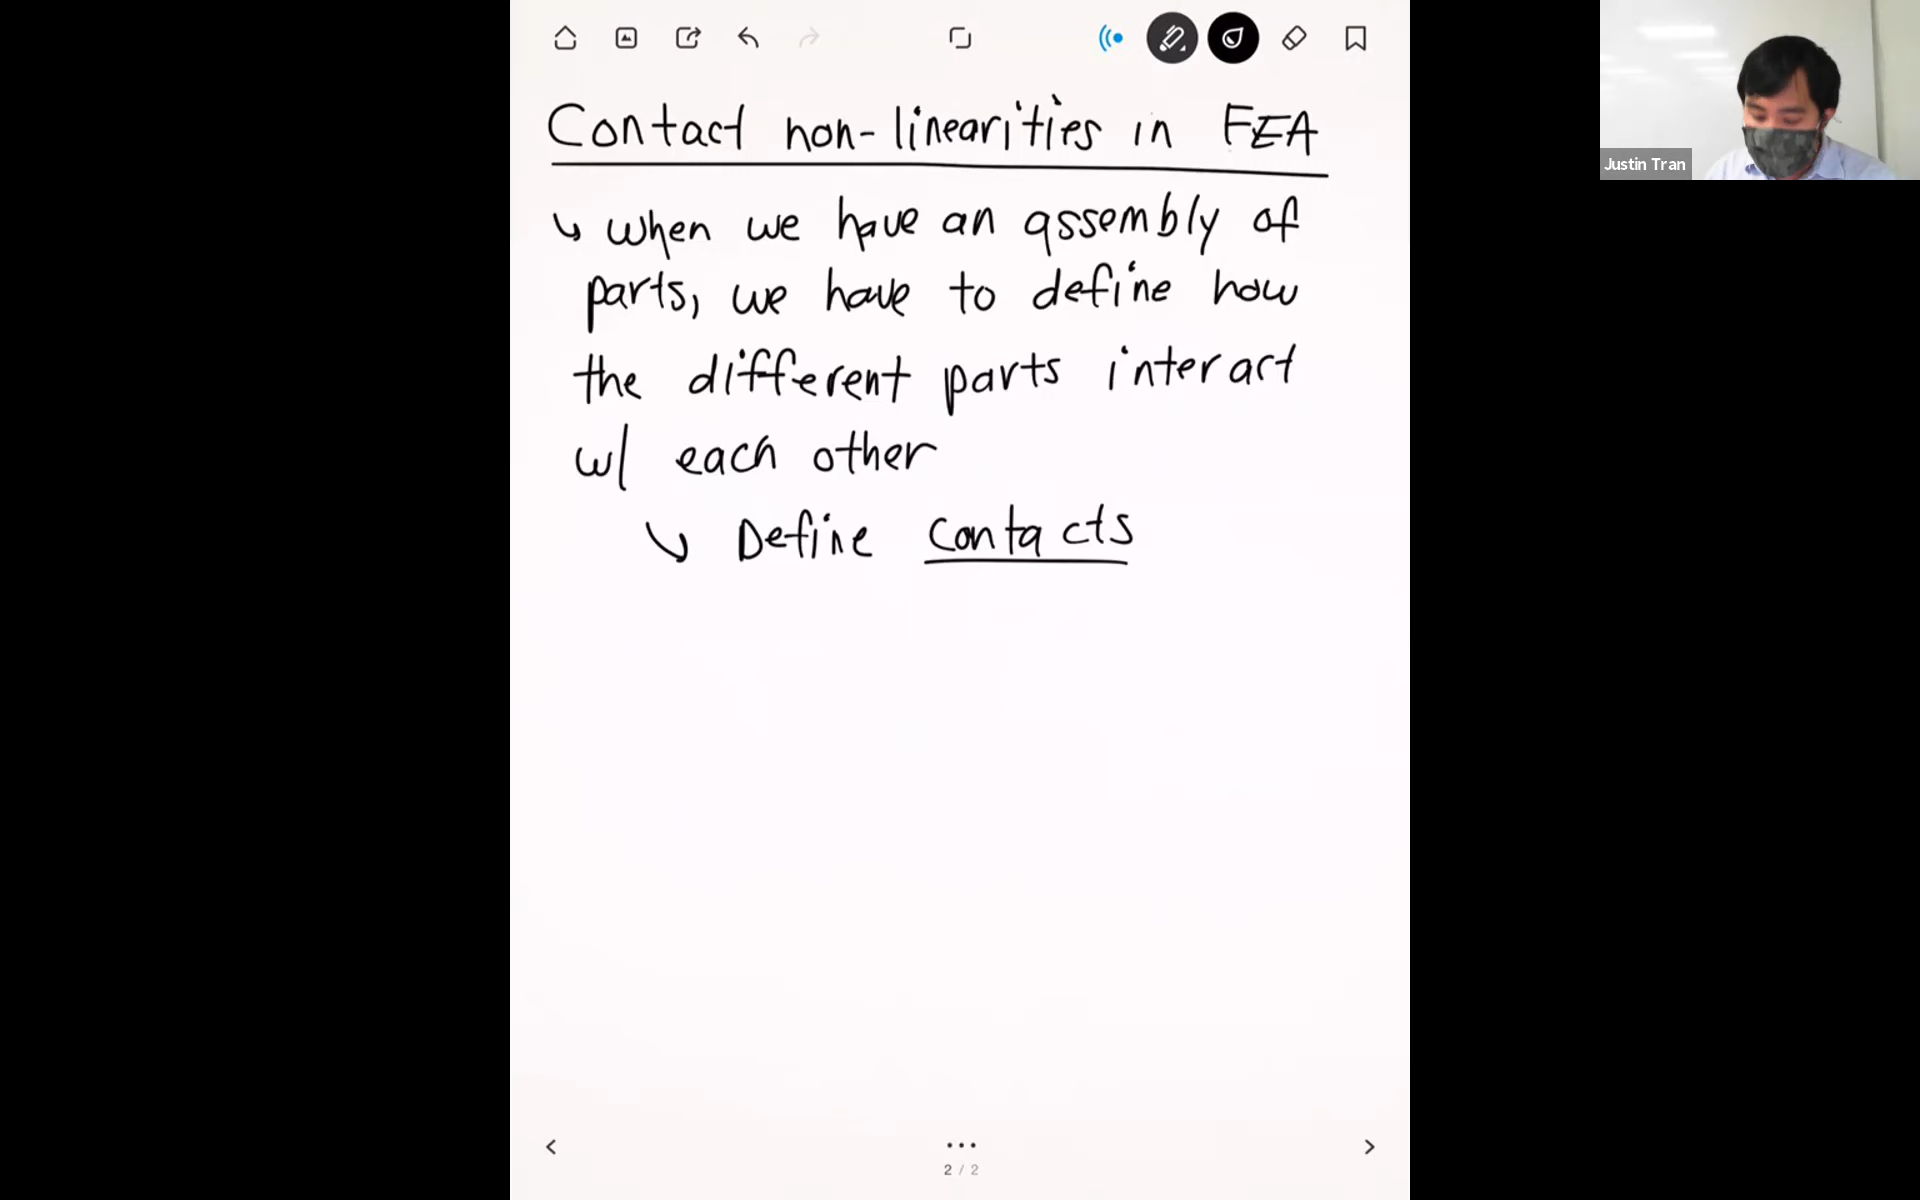 Contact non-linearities in FEA
↳ when we have an assembly of
parts, we have to define how
the different parts interact
w/ each other
↳ Define contacts
Justin Tran
2 / 2